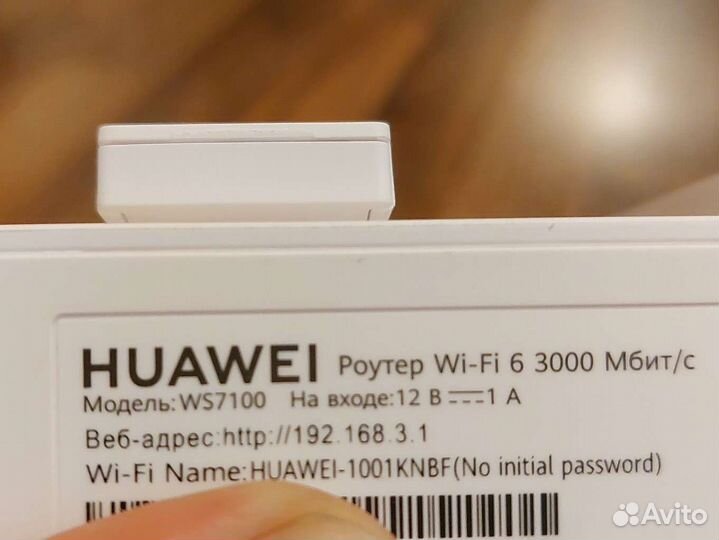 HUAWEI Роутер Wi-Fi 6 3000 Мбит/с
Модель:WS7100 На входе:12 В ⎓ 1 А
Веб-адрес:http://192.168.3.1
Wi-Fi Name:HUAWEI-1001KNBF(No initial password)
Avito